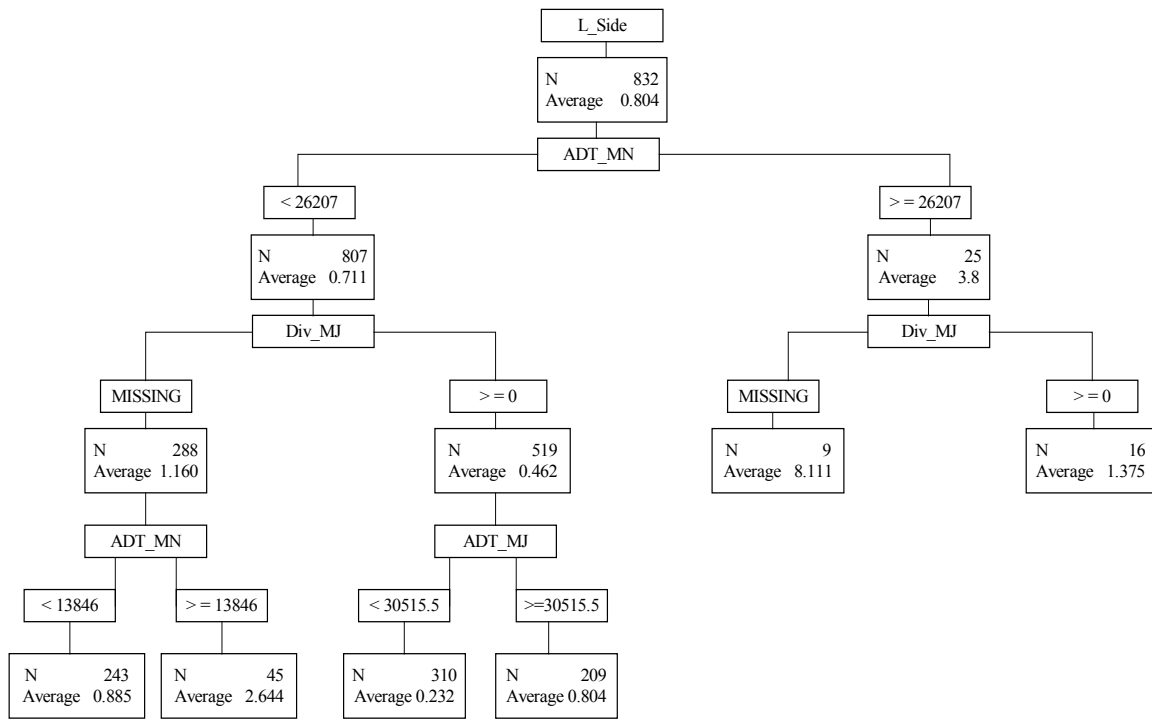 L_Side
N 832
Average 0.804
ADT_MN
< 26207
> = 26207
N 807
Average 0.711
N 25
Average 3.8
Div_MJ
Div_MJ
MISSING
> = 0
MISSING
> = 0
N 288
Average 1.160
N 519
Average 0.462
N 9
Average 8.111
N 16
Average 1.375
ADT_MN
ADT_MJ
< 13846
> = 13846
< 30515.5
>=30515.5
N 243
Average 0.885
N 45
Average 2.644
N 310
Average 0.232
N 209
Average 0.804